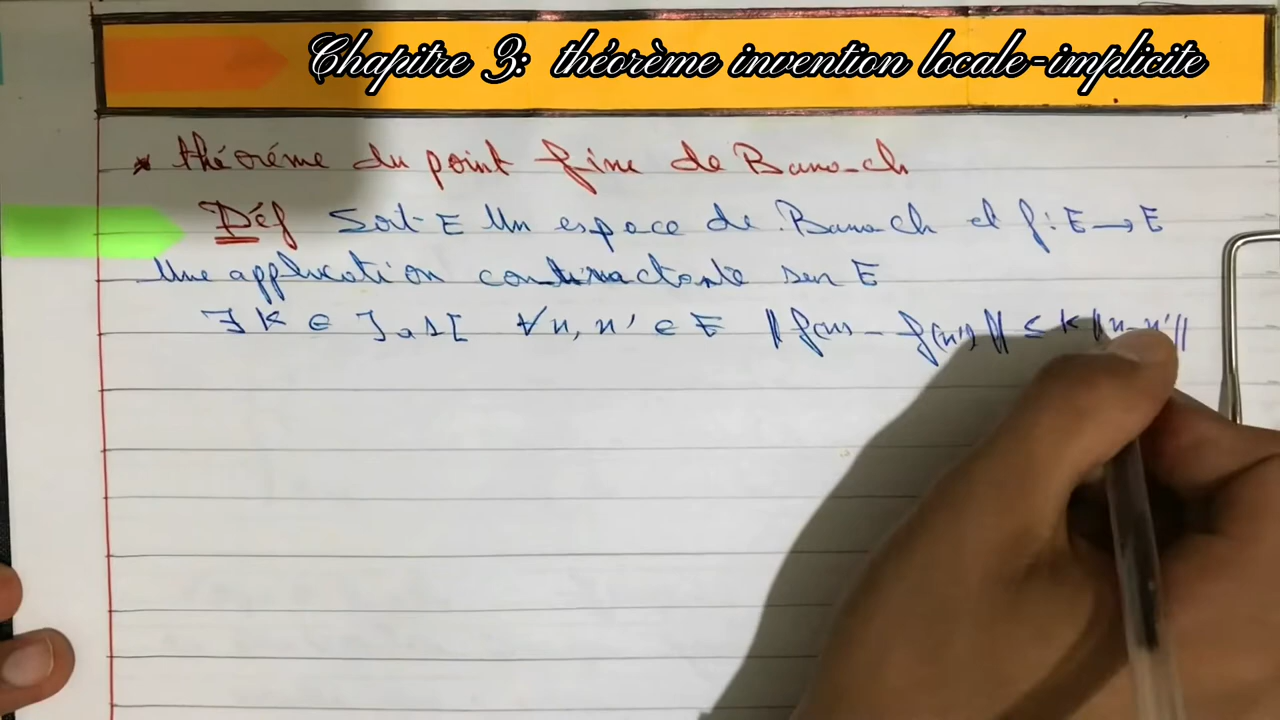 Chapitre 3: théorème invention locale-implicite
* théoréme du point fixe de Banach
Déf Soit E Un espace de Banach et f: E → E
Une application contractante sur E
∃ K ∈ ]0,1[ ∀x, x' ∈ E ‖f(x) - f(x')‖ ≤ K ‖x-x'‖